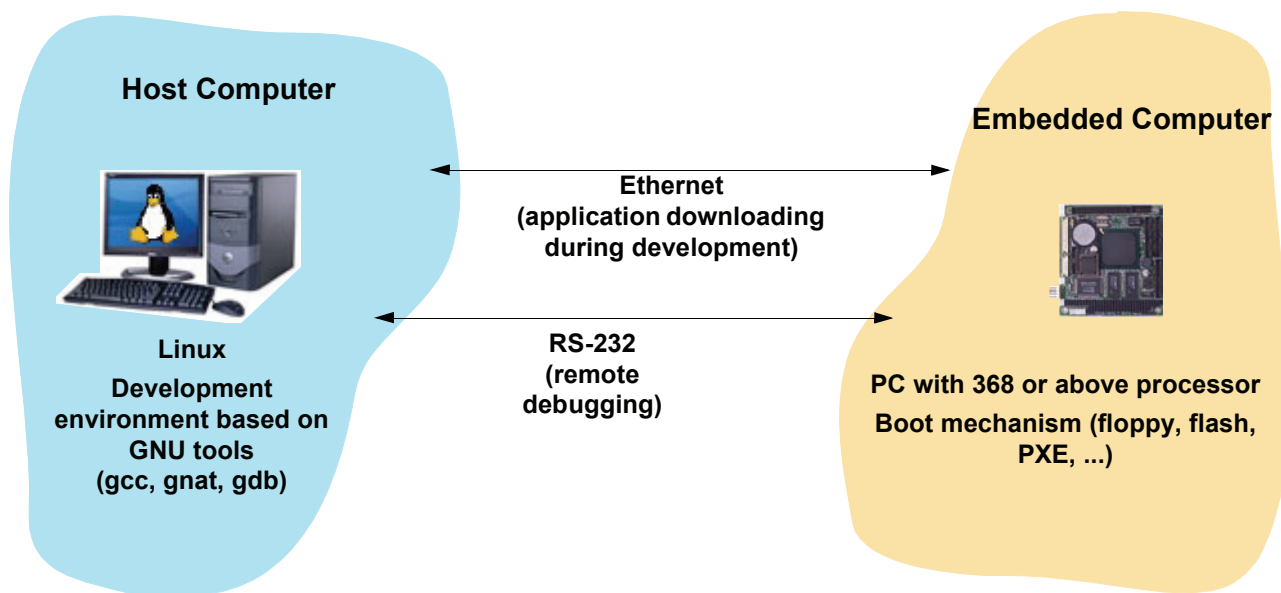 Host Computer
Linux
Development
environment based on
GNU tools
(gcc, gnat, gdb)
Ethernet
(application downloading
during development)
RS-232
(remote
debugging)
Embedded Computer
PC with 368 or above processor
Boot mechanism (floppy, flash,
PXE, ...)